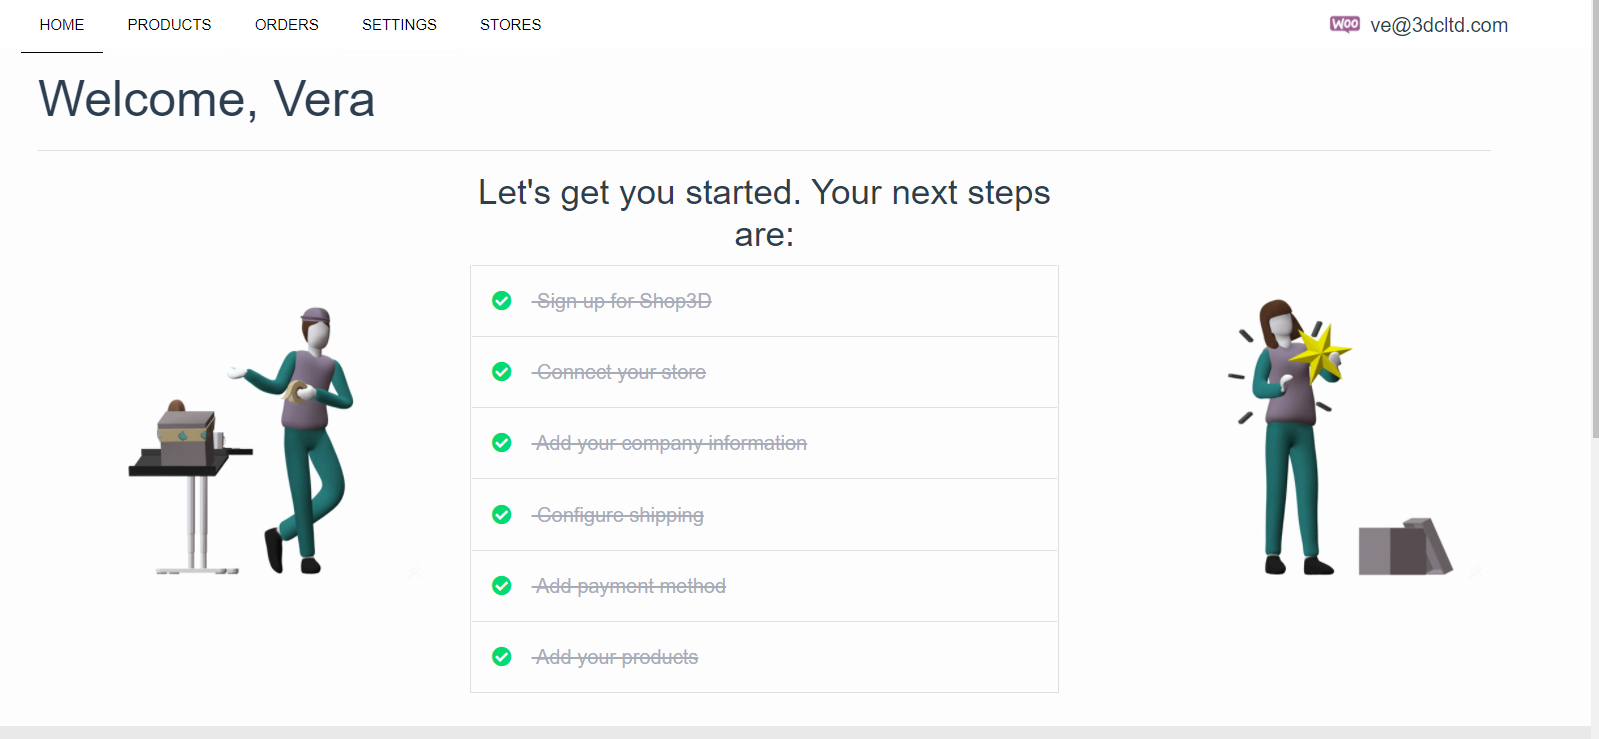 HOME PRODUCTS ORDERS SETTINGS STORES Woo ve@3dcltd.com
Welcome, Vera
Let's get you started. Your next steps
are:
Sign up for Shop3D
Connect your store
Add your company information
Configure shipping
Add payment method
Add your products